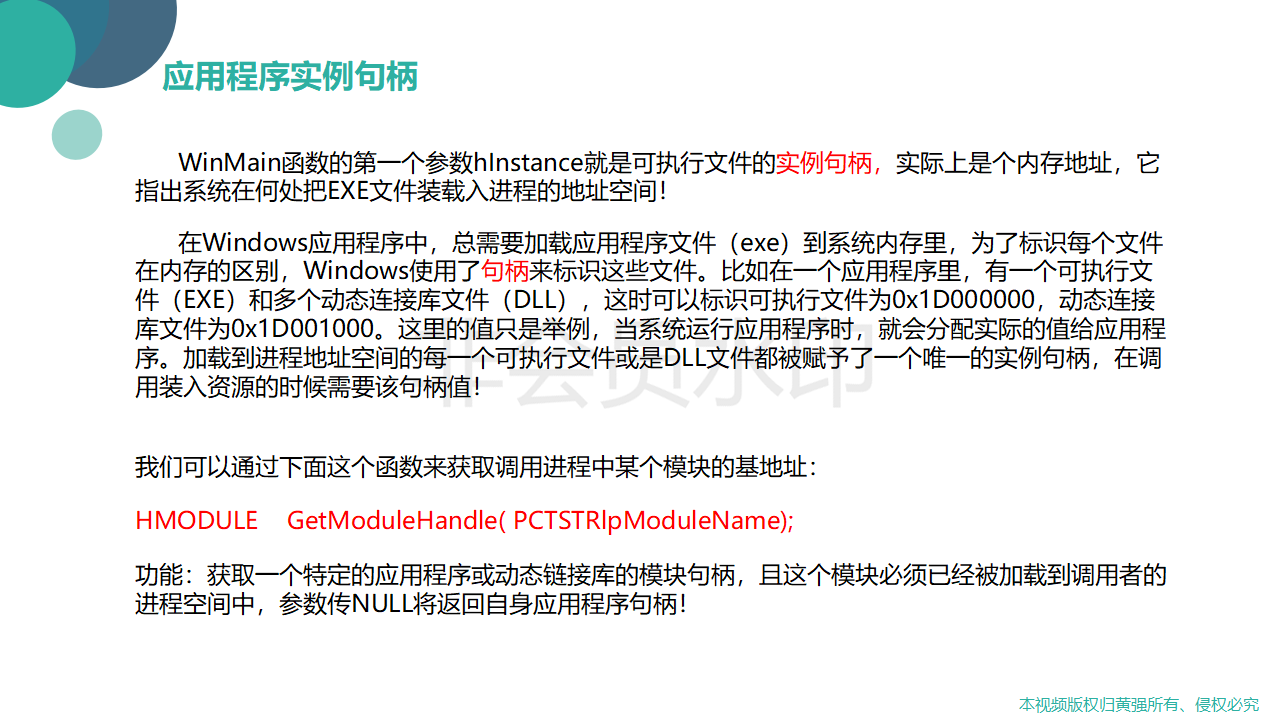 应用程序实例句柄
WinMain函数的第一个参数hInstance就是可执行文件的实例句柄，实际上是个内存地址，它
指出系统在何处把EXE文件装载入进程的地址空间！
在Windows应用程序中，总需要加载应用程序文件（exe）到系统内存里，为了标识每个文件
在内存的区别，Windows使用了句柄来标识这些文件。比如在一个应用程序里，有一个可执行文
件（EXE）和多个动态连接库文件（DLL），这时可以标识可执行文件为0x1D000000，动态连接
库文件为0x1D001000。这里的值只是举例，当系统运行应用程序时，就会分配实际的值给应用程
序。加载到进程地址空间的每一个可执行文件或是DLL文件都被赋予了一个唯一的实例句柄，在调
用装入资源的时候需要该句柄值！
非会员水印
我们可以通过下面这个函数来获取调用进程中某个模块的基地址：
HMODULE GetModuleHandle( PCTSTRlpModuleName);
功能：获取一个特定的应用程序或动态链接库的模块句柄，且这个模块必须已经被加载到调用者的
进程空间中，参数传NULL将返回自身应用程序句柄！
本视频版权归黄强所有、侵权必究